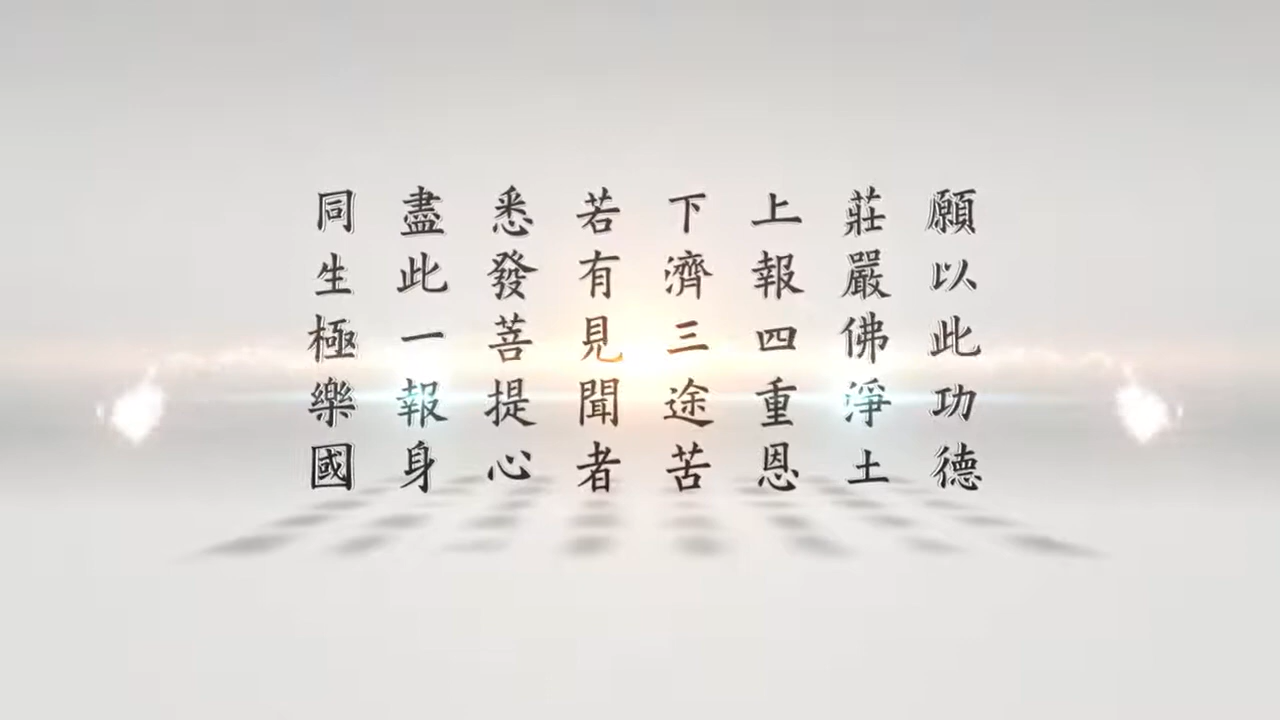 願以此功德
莊嚴佛淨土
上報四重恩
下濟三途苦
若有見聞者
悉發菩提心
盡此一報身
同生極樂國